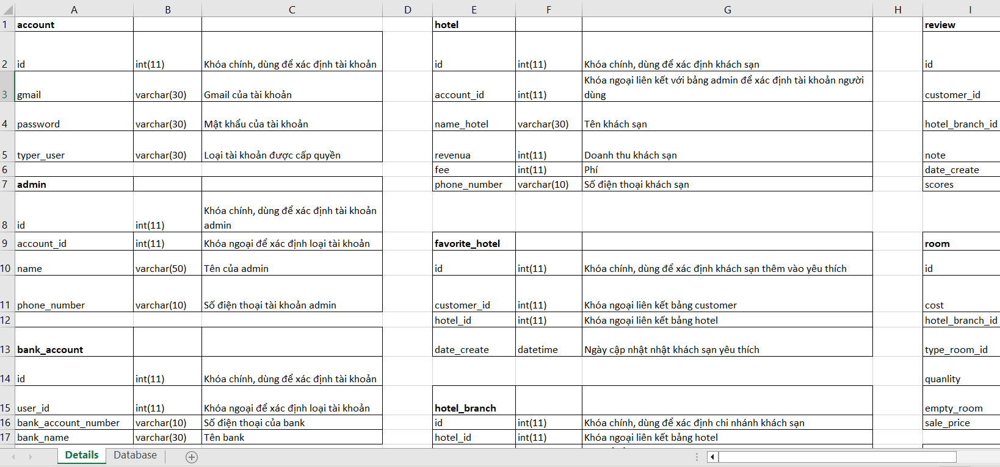 A B C D E F G H I
1 account hotel review
2 id int(11) Khóa chính, dùng để xác định tài khoản id int(11) Khóa chính, dùng để xác định khách sạn id
3 gmail varchar(30) Gmail của tài khoản account_id int(11) Khóa ngoại liên kết với bảng admin để xác định tài khoản người dùng customer_id
4 password varchar(30) Mật khẩu của tài khoản name_hotel varchar(30) Tên khách sạn hotel_branch_id
5 typer_user varchar(30) Loại tài khoản được cấp quyền revenua int(11) Doanh thu khách sạn note
6 fee int(11) Phí date_create
7 admin phone_number varchar(10) Số điện thoại khách sạn scores
8 id int(11) Khóa chính, dùng để xác định tài khoản admin
9 account_id int(11) Khóa ngoại để xác định loại tài khoản favorite_hotel room
10 name varchar(50) Tên của admin id int(11) Khóa chính, dùng để xác định khách sạn thêm vào yêu thích id
11 phone_number varchar(10) Số điện thoại tài khoản admin customer_id int(11) Khóa ngoại liên kết bảng customer cost
12 hotel_id int(11) Khóa ngoại liên kết bảng hotel hotel_branch_id
13 bank_account date_create datetime Ngày cập nhật nhật khách sạn yêu thích type_room_id
14 id int(11) Khóa chính, dùng để xác định tài khoản quanlity
15 user_id int(11) Khóa ngoại để xác định loại tài khoản hotel_branch empty_room
16 bank_account_number varchar(10) Số điện thoại của bank id int(11) Khóa chính, dùng để xác định chi nhánh khách sạn sale_price
17 bank_name varchar(30) Tên bank hotel_id int(11) Khóa ngoại liên kết bảng hotel
Details Database